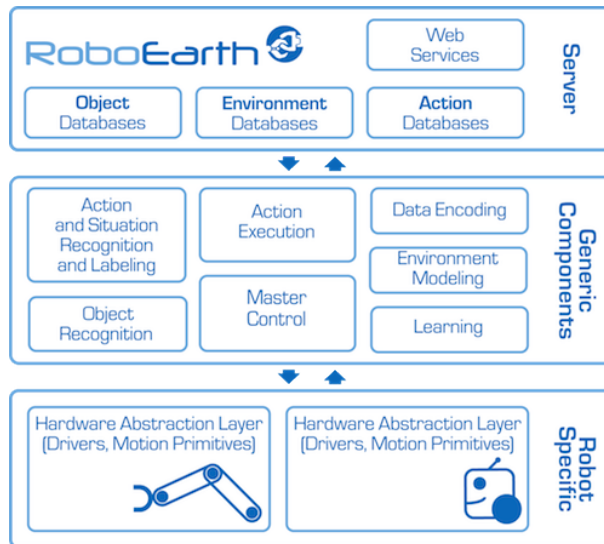 RoboEarth
Web
Services
Object
Databases
Environment
Databases
Action
Databases
Server
Action
and Situation
Recognition
and Labeling
Action
Execution
Data Encoding
Environment
Modeling
Object
Recognition
Master
Control
Learning
Generic
Components
Hardware Abstraction Layer
(Drivers, Motion Primitives)
Hardware Abstraction Layer
(Drivers, Motion Primitives)
Robot
Specific